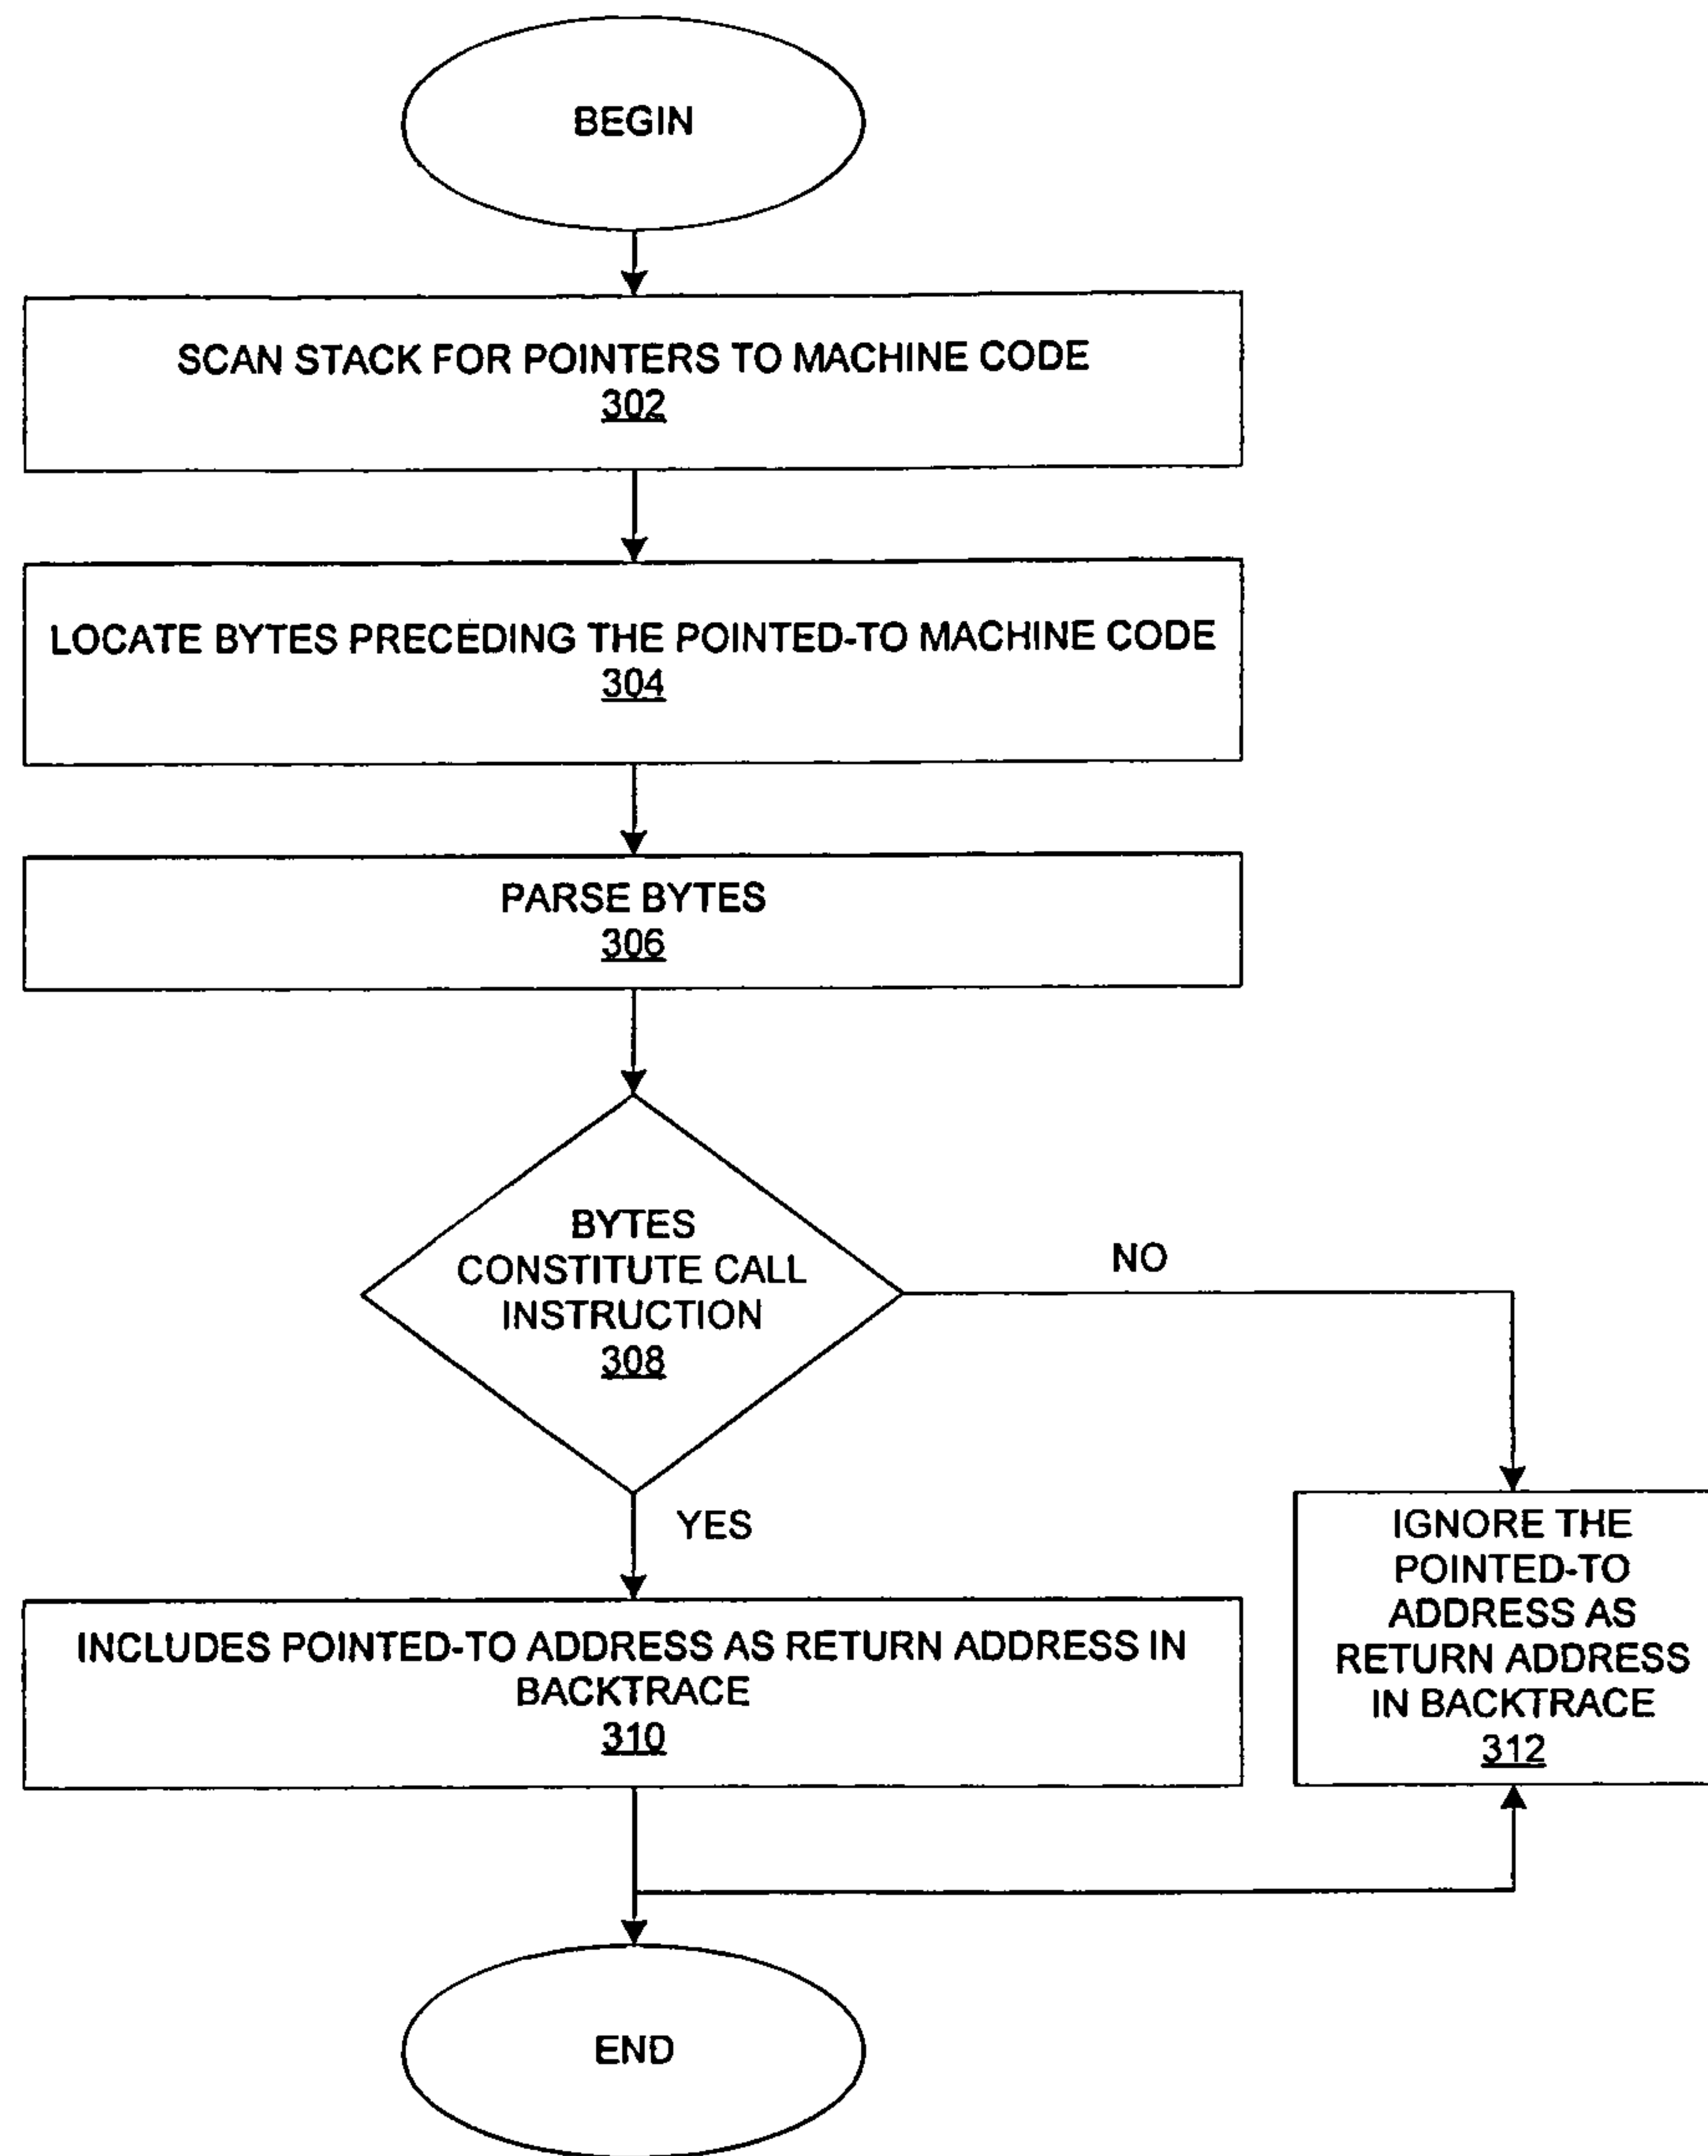 BEGIN
SCAN STACK FOR POINTERS TO MACHINE CODE
302
LOCATE BYTES PRECEDING THE POINTED-TO MACHINE CODE
304
PARSE BYTES
306
BYTES
CONSTITUTE CALL
INSTRUCTION
308
NO
YES
INCLUDES POINTED-TO ADDRESS AS RETURN ADDRESS IN
BACKTRACE
310
IGNORE THE
POINTED-TO
ADDRESS AS
RETURN ADDRESS
IN BACKTRACE
312
END